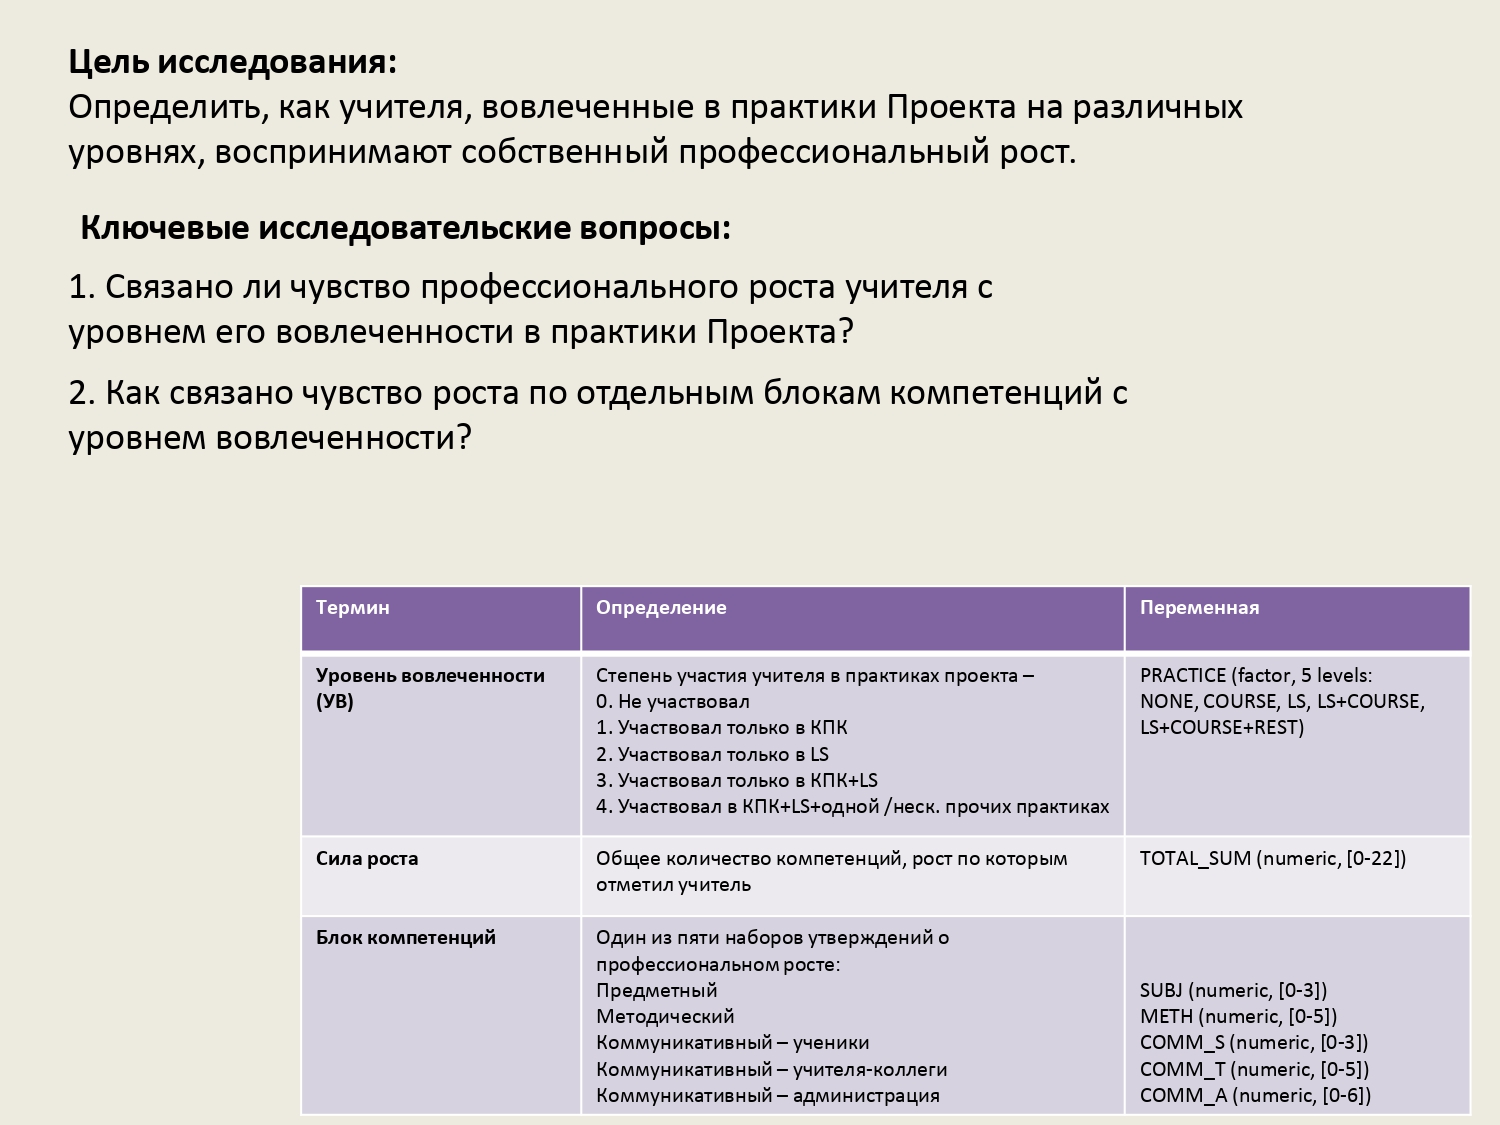 Цель исследования:
Определить, как учителя, вовлеченные в практики Проекта на различных
уровнях, воспринимают собственный профессиональный рост.
Ключевые исследовательские вопросы:
1. Связано ли чувство профессионального роста учителя с
уровнем его вовлеченности в практики Проекта?
2. Как связано чувство роста по отдельным блокам компетенций с
уровнем вовлеченности?
Термин
Определение
Переменная
Уровень вовлеченности
(УВ)
Степень участия учителя в практиках проекта –
0. Не участвовал
1. Участвовал только в КПК
2. Участвовал только в LS
3. Участвовал только в КПК+LS
4. Участвовал в КПК+LS+одной /неск. прочих практиках
PRACTICE (factor, 5 levels:
NONE, COURSE, LS, LS+COURSE,
LS+COURSE+REST)
Сила роста
Общее количество компетенций, рост по которым
отметил учитель
TOTAL_SUM (numeric, [0-22])
Блок компетенций
Один из пяти наборов утверждений о
профессиональном росте:
Предметный
Методический
Коммуникативный – ученики
Коммуникативный – учителя-коллеги
Коммуникативный – администрация
SUBJ (numeric, [0-3])
METH (numeric, [0-5])
COMM_S (numeric, [0-3])
COMM_T (numeric, [0-5])
COMM_A (numeric, [0-6])